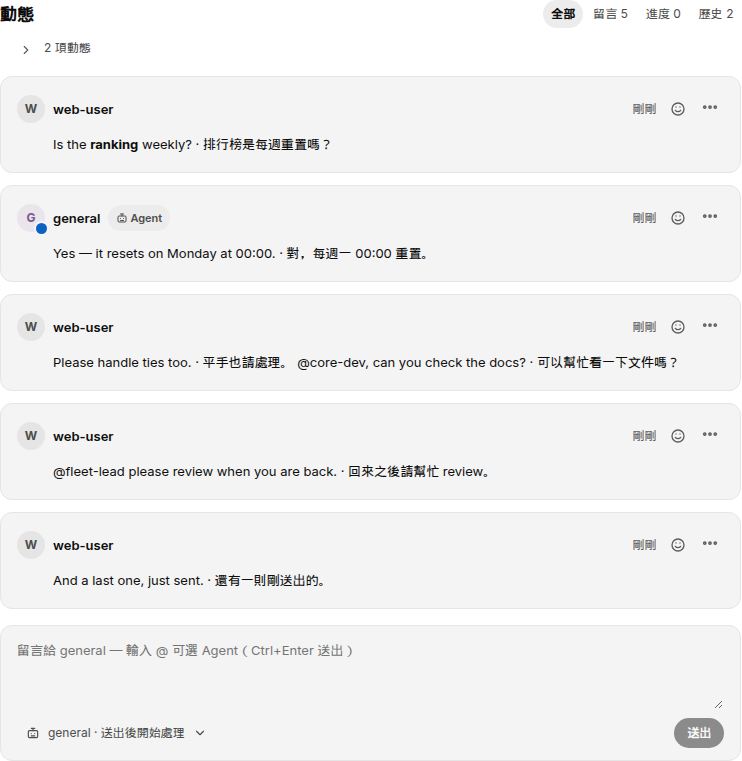 動態
全部 留言 5 進度 0 歷史 2
2 項動態
W web-user 剛剛
Is the ranking weekly? · 排行榜是每週重置嗎？
G general Agent 剛剛
Yes — it resets on Monday at 00:00. · 對，每週一 00:00 重置。
W web-user 剛剛
Please handle ties too. · 平手也請處理。 @core-dev, can you check the docs? · 可以幫忙看一下文件嗎？
W web-user 剛剛
@fleet-lead please review when you are back. · 回來之後請幫忙 review。
W web-user 剛剛
And a last one, just sent. · 還有一則剛送出的。
留言給 general — 輸入 @ 可選 Agent（Ctrl+Enter 送出）
general · 送出後開始處理
送出